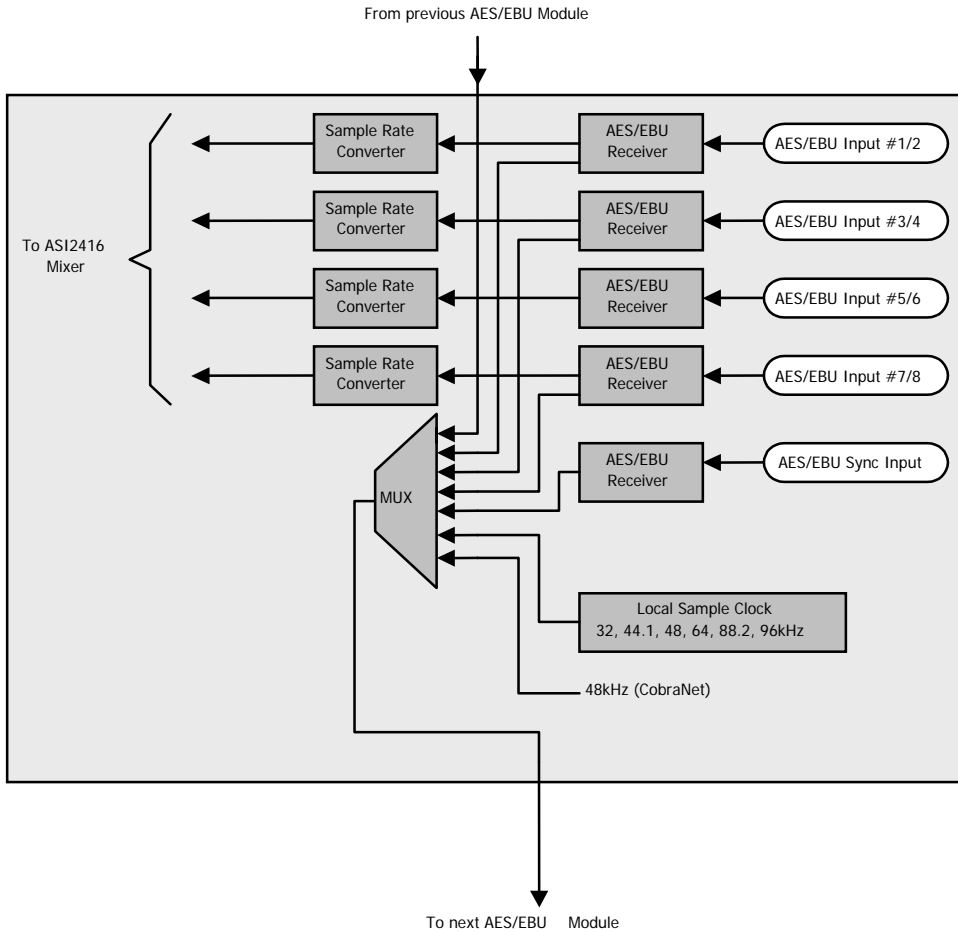 From previous AES/EBU Module
Sample Rate
Converter
AES/EBU
Receiver
AES/EBU Input #1/2
Sample Rate
Converter
AES/EBU
Receiver
AES/EBU Input #3/4
To ASI2416
Mixer
Sample Rate
Converter
AES/EBU
Receiver
AES/EBU Input #5/6
Sample Rate
Converter
AES/EBU
Receiver
AES/EBU Input #7/8
MUX
AES/EBU
Receiver
AES/EBU Sync Input
Local Sample Clock
32, 44.1, 48, 64, 88.2, 96kHz
48kHz (CobraNet)
To next AES/EBU Module